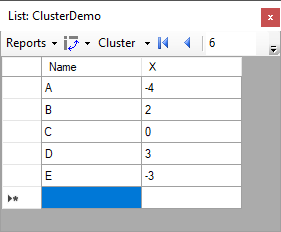 List: ClusterDemo
x
Reports Cluster 6
Name X
A -4
B 2
C 0
D 3
E -3